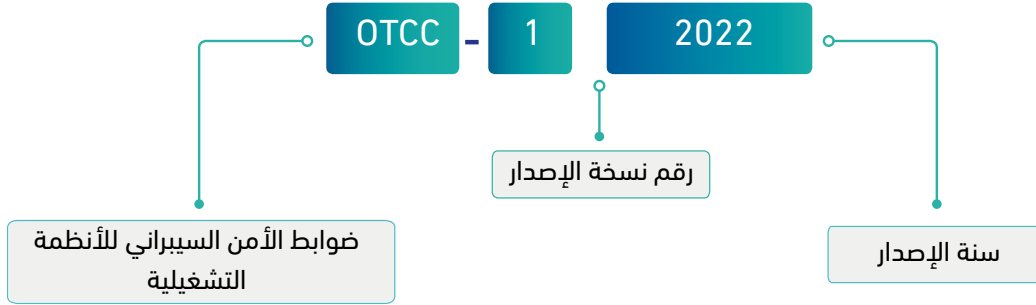 OTCC - 1 2022
رقم نسخة الإصدار
ضوابط الأمن السيبراني للأنظمة
التشغيلية
سنة الإصدار